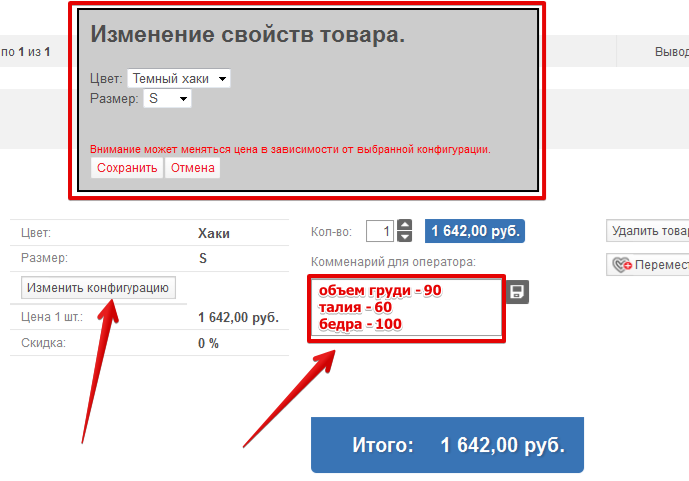 Изменение свойств товара.
по 1 из 1
Вывод
Цвет: Темный хаки
Размер: S
Внимание может меняться цена в зависимости от выбранной конфигурации.
Сохранить Отмена
Цвет: Хаки
Размер: S
Изменить конфигурацию
Цена 1 шт.: 1 642,00 руб.
Скидка: 0 %
Кол-во: 1 1 642,00 руб.
Комменарий для оператора:
объем груди - 90
талия - 60
бедра - 100
Удалить товар
Перемест
Итого: 1 642,00 руб.